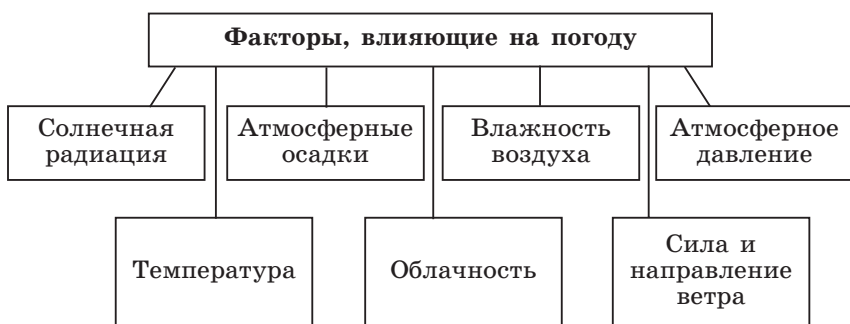 Факторы, влияющие на погоду
Солнечная
радиация
Атмосферные
осадки
Влажность
воздуха
Атмосферное
давление
Температура
Облачность
Сила и
направление
ветра